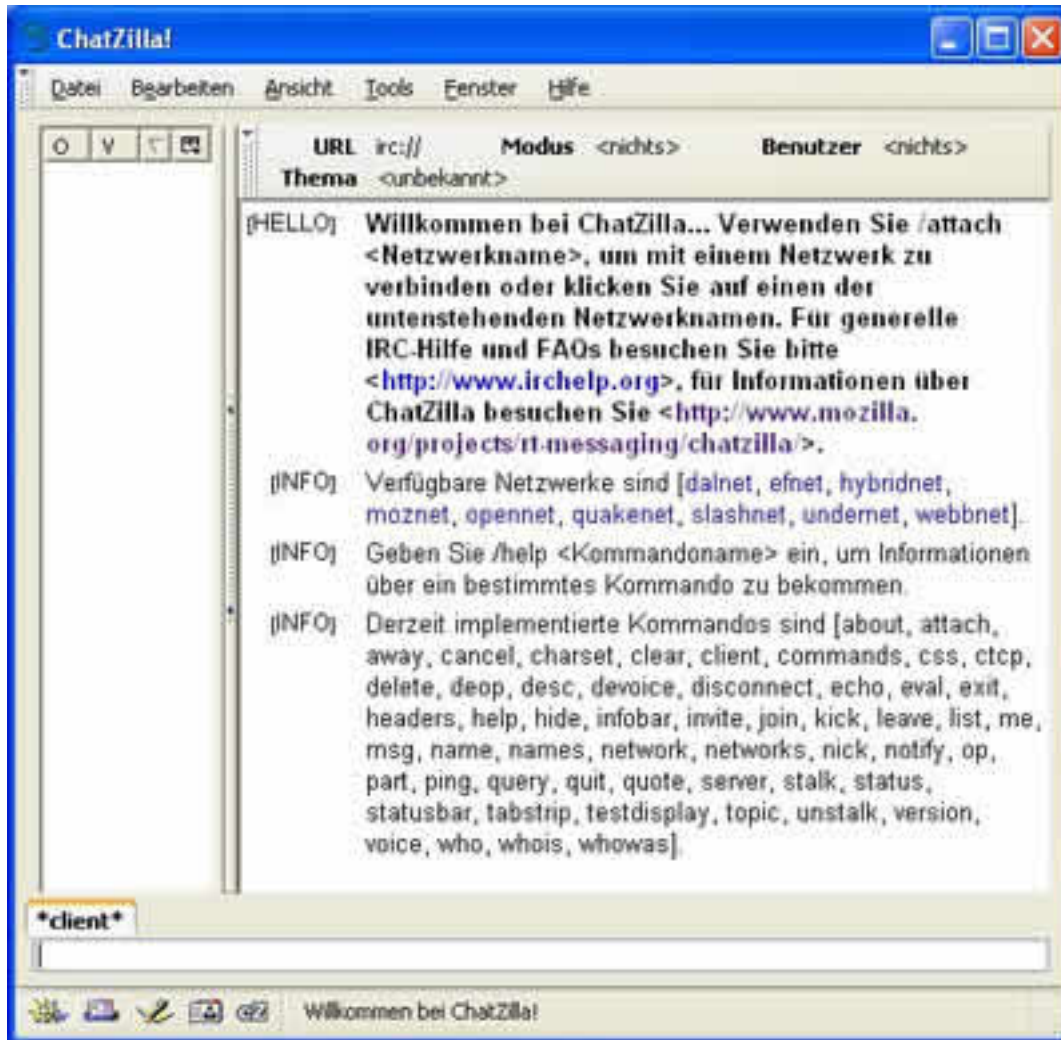 ChatZilla!
Datei Bearbeiten Ansicht Tools Fenster Hilfe
O V
URL irc:// Modus <nichts> Benutzer <nichts>
Thema <unbekannt>
[HELLO] Willkommen bei ChatZilla... Verwenden Sie /attach
<Netzwerkname>, um mit einem Netzwerk zu
verbinden oder klicken Sie auf einen der
untenstehenden Netzwerknamen. Für generelle
IRC-Hilfe und FAQs besuchen Sie bitte
<http://www.irchelp.org>, für Informationen über
ChatZilla besuchen Sie <http://www.mozilla.
org/projects/rt-messaging/chatzilla/>.
[INFO] Verfügbare Netzwerke sind [dalnet, efnet, hybridnet,
moznet, opennet, quakenet, slashnet, undernet, webbnet].
[INFO] Geben Sie /help <Kommandoname> ein, um Informationen
über ein bestimmtes Kommando zu bekommen.
[INFO] Derzeit implementierte Kommandos sind [about, attach,
away, cancel, charset, clear, client, commands, css, ctcp,
delete, deop, desc, devoice, disconnect, echo, eval, exit,
headers, help, hide, infobar, invite, join, kick, leave, list, me,
msg, name, names, network, networks, nick, notify, op,
part, ping, query, quit, quote, server, stalk, status,
statusbar, tabstrip, testdisplay, topic, unstalk, version,
voice, who, whois, whowas].
*client*
Willkommen bei ChatZilla!